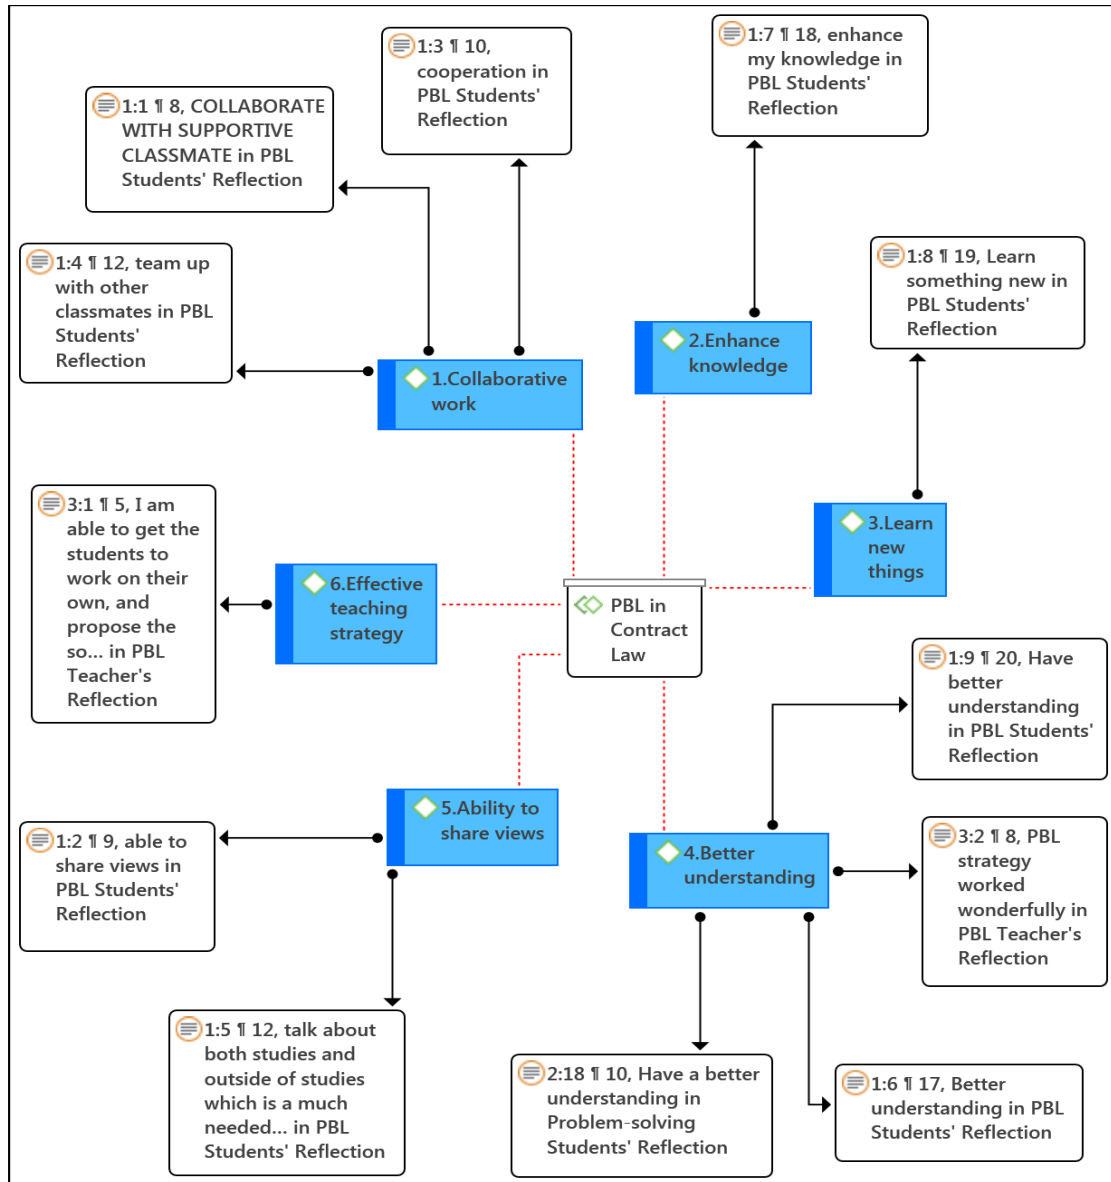 1:3 ¶ 10,
cooperation in
PBL Students'
Reflection
1:7 ¶ 18, enhance
my knowledge in
PBL Students'
Reflection
1:1 ¶ 8, COLLABORATE
WITH SUPPORTIVE
CLASSMATE in PBL
Students' Reflection
1:4 ¶ 12, team up
with other
classmates in PBL
Students'
Reflection
1:8 ¶ 19, Learn
something new in
PBL Students'
Reflection
2.Enhance
knowledge
1.Collaborative
work
3:1 ¶ 5, I am
able to get the
students to
work on their
own, and
propose the
so... in PBL
Teacher's
Reflection
3.Learn
new
things
6.Effective
teaching
strategy
PBL in
Contract
Law
1:9 ¶ 20, Have
better
understanding
in PBL Students'
Reflection
5.Ability to
share views
4.Better
understanding
1:2 ¶ 9, able to
share views in
PBL Students'
Reflection
3:2 ¶ 8, PBL
strategy
worked
wonderfully in
PBL Teacher's
Reflection
1:5 ¶ 12, talk about
both studies and
outside of studies
which is a much
needed... in PBL
Students' Reflection
2:18 ¶ 10, Have a better
understanding in
Problem-solving
Students' Reflection
1:6 ¶ 17, Better
understanding in PBL
Students' Reflection